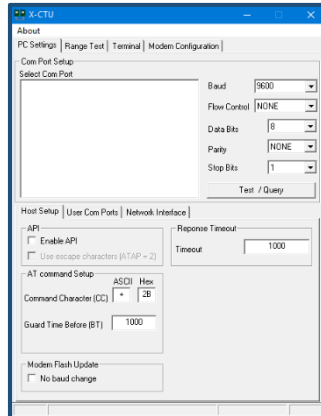 X-CTU
About
PC Settings Range Test Terminal Modem Configuration
Com Port Setup
Select Com Port
Baud 9600
Flow Control NONE
Data Bits 8
Parity NONE
Stop Bits 1
Test / Query
Host Setup User Com Ports Network Interface
API
Enable API
Use escape characters (ATAP = 2)
Reponse Timeout
Timeout 1000
AT command Setup
ASCII Hex
Command Character (CC) + 2B
Guard Time Before (BT) 1000
Modem Flash Update
No baud change